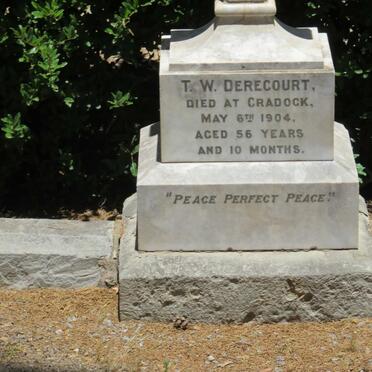 T. W. DERECOURT,
DIED AT CRADOCK,
MAY 6TH 1904,
AGED 56 YEARS
AND 10 MONTHS.
"PEACE PERFECT PEACE."